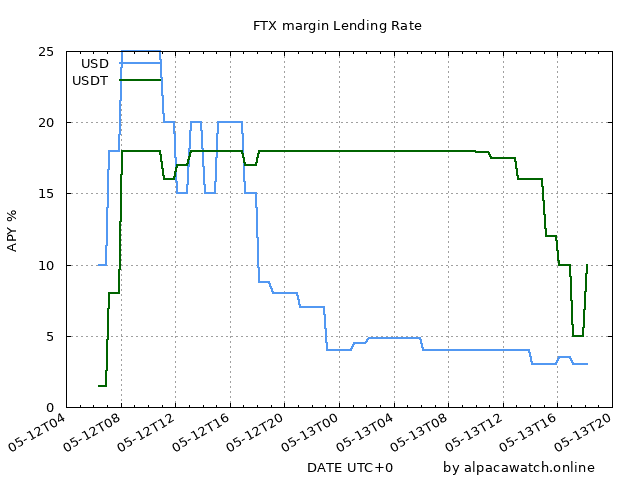 FTX margin Lending Rate
25
USD
USDT
20
15
APY %
10
5
0
05-12T04
05-12T08
05-12T12
05-12T16
05-12T20
05-13T00
05-13T04
05-13T08
05-13T12
05-13T16
05-13T20
DATE UTC+0
by alpacawatch.online